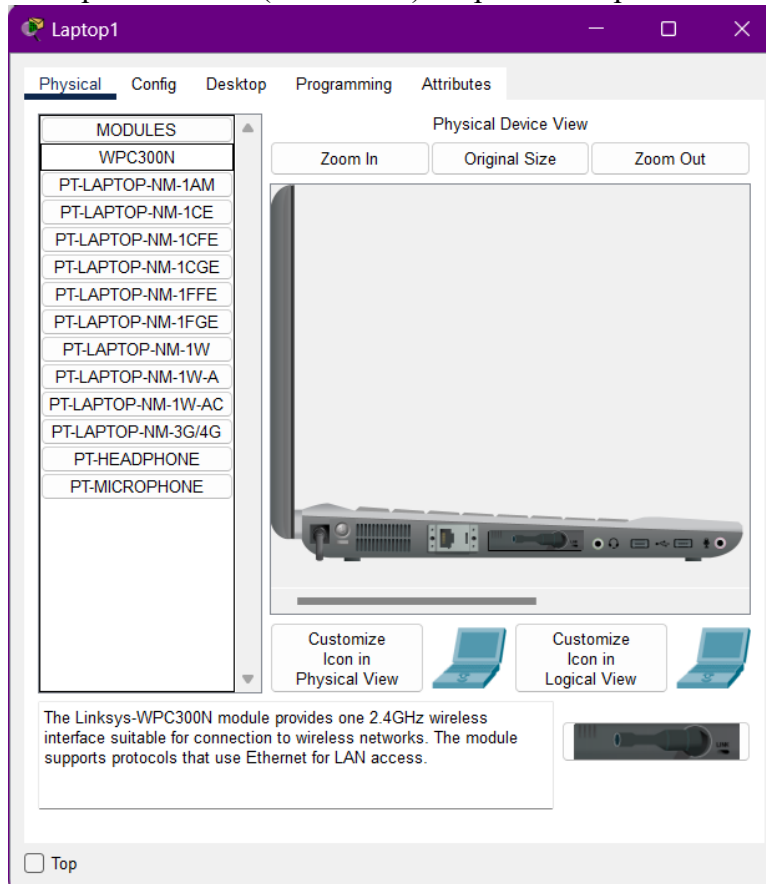 Laptop1
Physical Config Desktop Programming Attributes
MODULES
WPC300N
PT-LAPTOP-NM-1AM
PT-LAPTOP-NM-1CE
PT-LAPTOP-NM-1CFE
PT-LAPTOP-NM-1CGE
PT-LAPTOP-NM-1FFE
PT-LAPTOP-NM-1FGE
PT-LAPTOP-NM-1W
PT-LAPTOP-NM-1W-A
PT-LAPTOP-NM-1W-AC
PT-LAPTOP-NM-3G/4G
PT-HEADPHONE
PT-MICROPHONE
Physical Device View
Zoom In Original Size Zoom Out
Customize
Icon in
Physical View
Customize
Icon in
Logical View
The Linksys-WPC300N module provides one 2.4GHz wireless
interface suitable for connection to wireless networks. The module
supports protocols that use Ethernet for LAN access.
LINK
Top